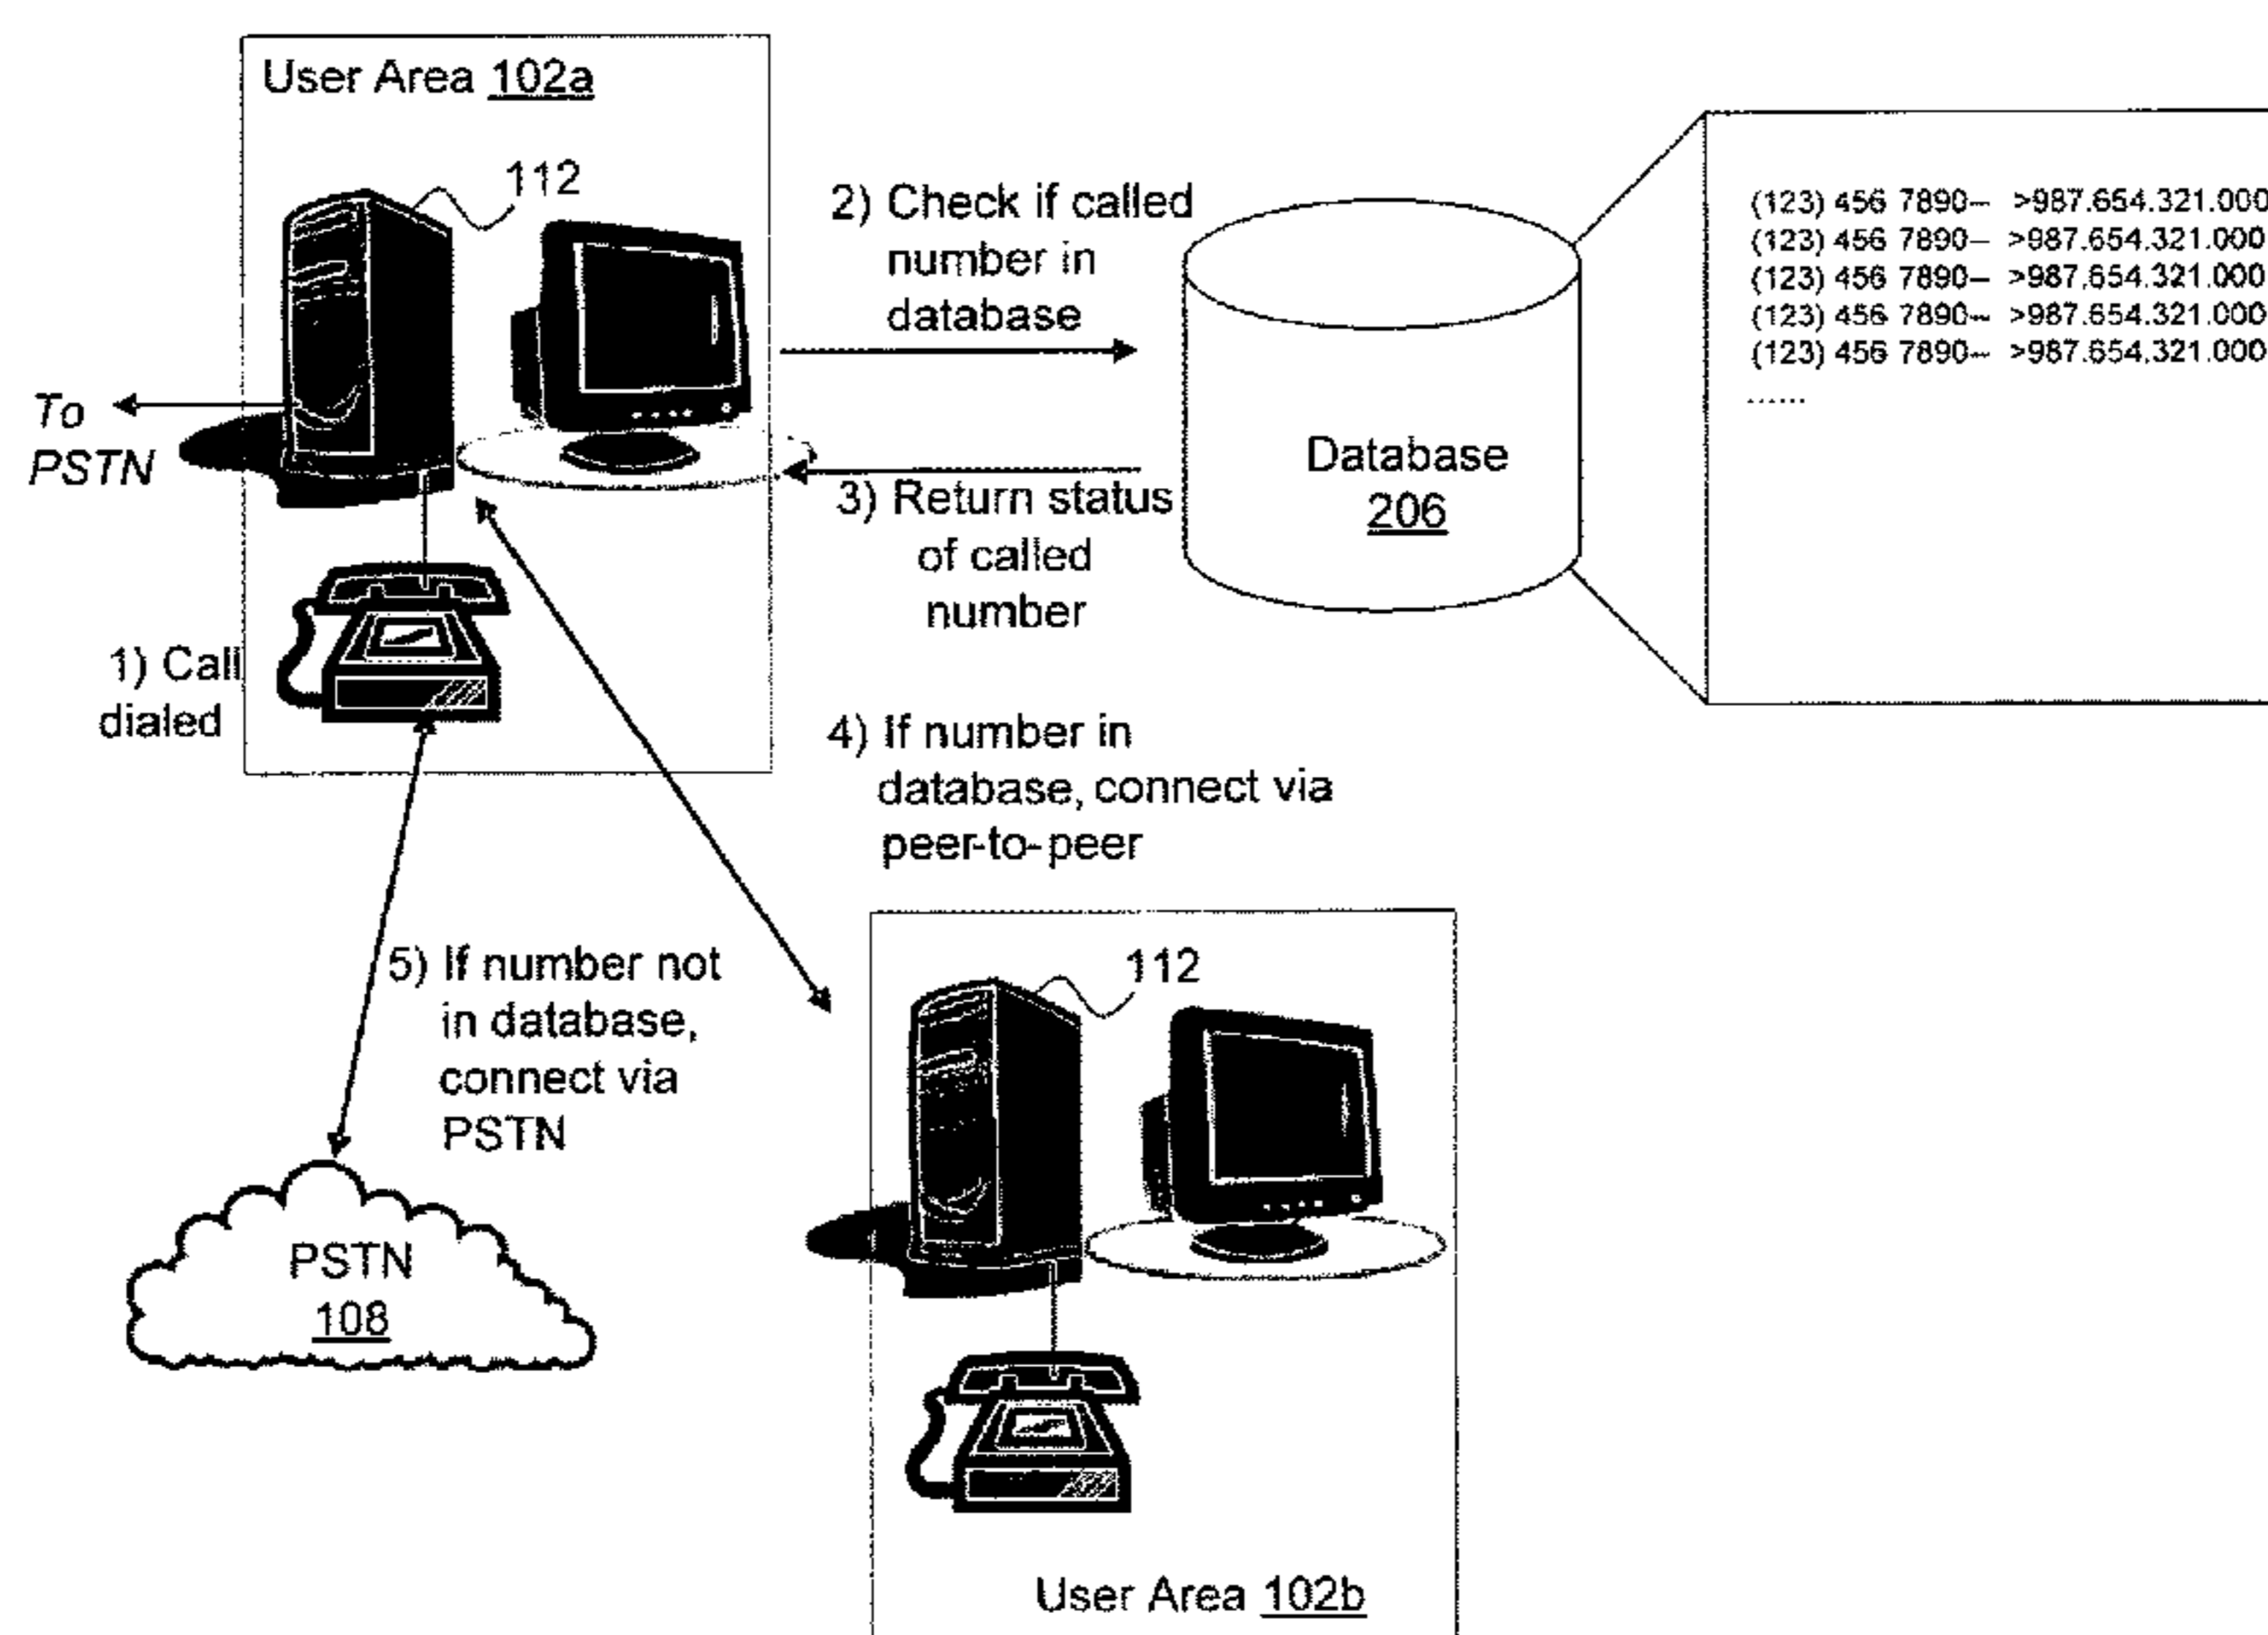 User Area 102a
112
2) Check if called
number in
database
(123) 456 7890-- >987.654.321.000
(123) 456 7890-- >987.654.321.000
(123) 456 7890-- >987.654.321.000
(123) 456 7890-- >987.654.321.000
(123) 456 7890-- >987.654.321.000
......
To
PSTN
Database
206
3) Return status
of called
number
1) Call
dialed
4) If number in
database, connect via
peer-to-peer
5) If number not
in database,
connect via
PSTN
112
PSTN
108
User Area 102b